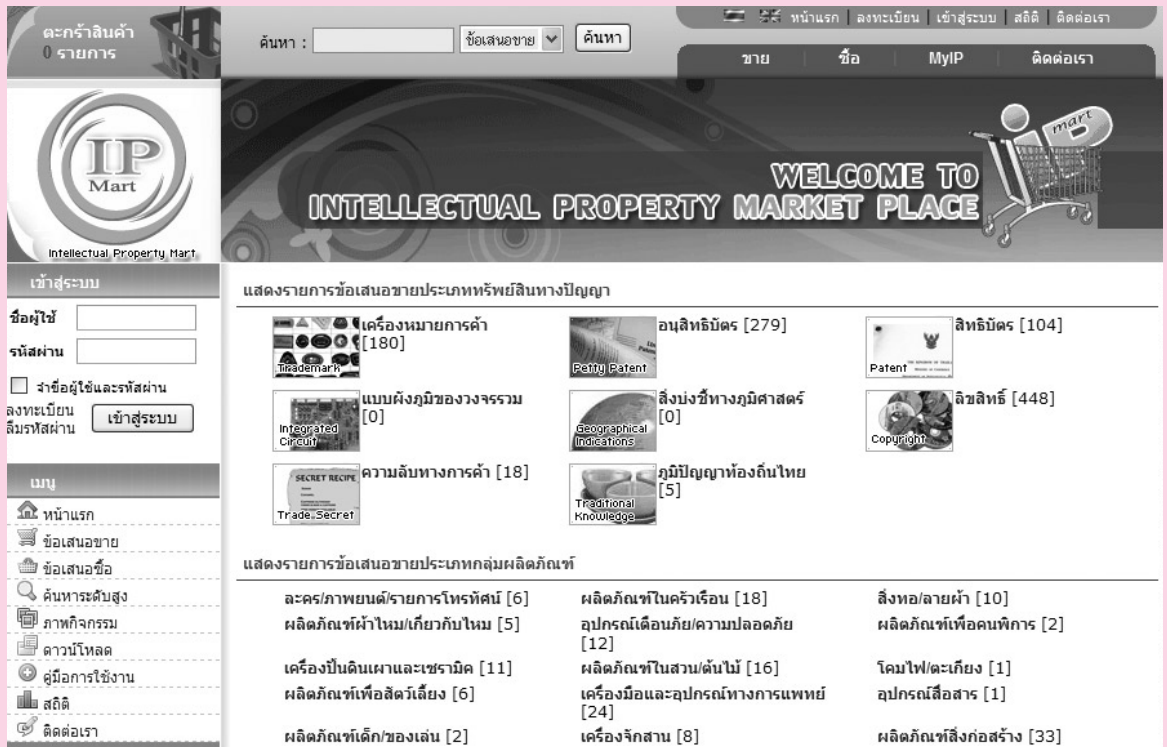 ตะกร้าสินค้า
0 รายการ
ค้นหา : ข้อเสนอขาย ค้นหา
หน้าแรก | ลงทะเบียน | เข้าสู่ระบบ | สถิติ | ติดต่อเรา
ขาย | ซื้อ | MyIP | ติดต่อเรา
IP
Mart
Intellectual Property Mart
iP mart
WELCOME TO
INTELLECTUAL PROPERTY MARKET PLACE
เข้าสู่ระบบ
ชื่อผู้ใช้
รหัสผ่าน
จำชื่อผู้ใช้และรหัสผ่าน
ลงทะเบียน
ลืมรหัสผ่าน
เข้าสู่ระบบ
เมนู
หน้าแรก
ข้อเสนอขาย
ข้อเสนอซื้อ
ค้นหาระดับสูง
ภาพกิจกรรม
ดาวน์โหลด
คู่มือการใช้งาน
สถิติ
ติดต่อเรา
แสดงรายการข้อเสนอขายประเภททรัพย์สินทางปัญญา
Trademark
เครื่องหมายการค้า
[180]
Petty Patent
อนุสิทธิบัตร [279]
Patent
สิทธิบัตร [104]
Integrated
Circuit
แบบผังภูมิของวงจรรวม
[0]
Geographical
Indications
สิ่งบ่งชี้ทางภูมิศาสตร์
[0]
Copyright
ลิขสิทธิ์ [448]
SECRET RECIPE
Trade Secret
ความลับทางการค้า [18]
Traditional
Knowledge
ภูมิปัญญาท้องถิ่นไทย
[5]
แสดงรายการข้อเสนอขายประเภทกลุ่มผลิตภัณฑ์
ละคร/ภาพยนต์/รายการโทรทัศน์ [6]
ผลิตภัณฑ์ในครัวเรือน [18]
สิ่งทอ/ลายผ้า [10]
ผลิตภัณฑ์ผ้าไหม/เกี่ยวกับไหม [5]
อุปกรณ์เตือนภัย/ความปลอดภัย
[12]
ผลิตภัณฑ์เพื่อคนพิการ [2]
เครื่องปั้นดินเผาและเซรามิค [11]
ผลิตภัณฑ์ในสวน/ต้นไม้ [16]
โคมไฟ/ตะเกียง [1]
ผลิตภัณฑ์เพื่อสัตว์เลี้ยง [6]
เครื่องมือและอุปกรณ์ทางการแพทย์
[24]
อุปกรณ์สื่อสาร [1]
ผลิตภัณฑ์เด็ก/ของเล่น [2]
เครื่องจักสาน [8]
ผลิตภัณฑ์สิ่งก่อสร้าง [33]